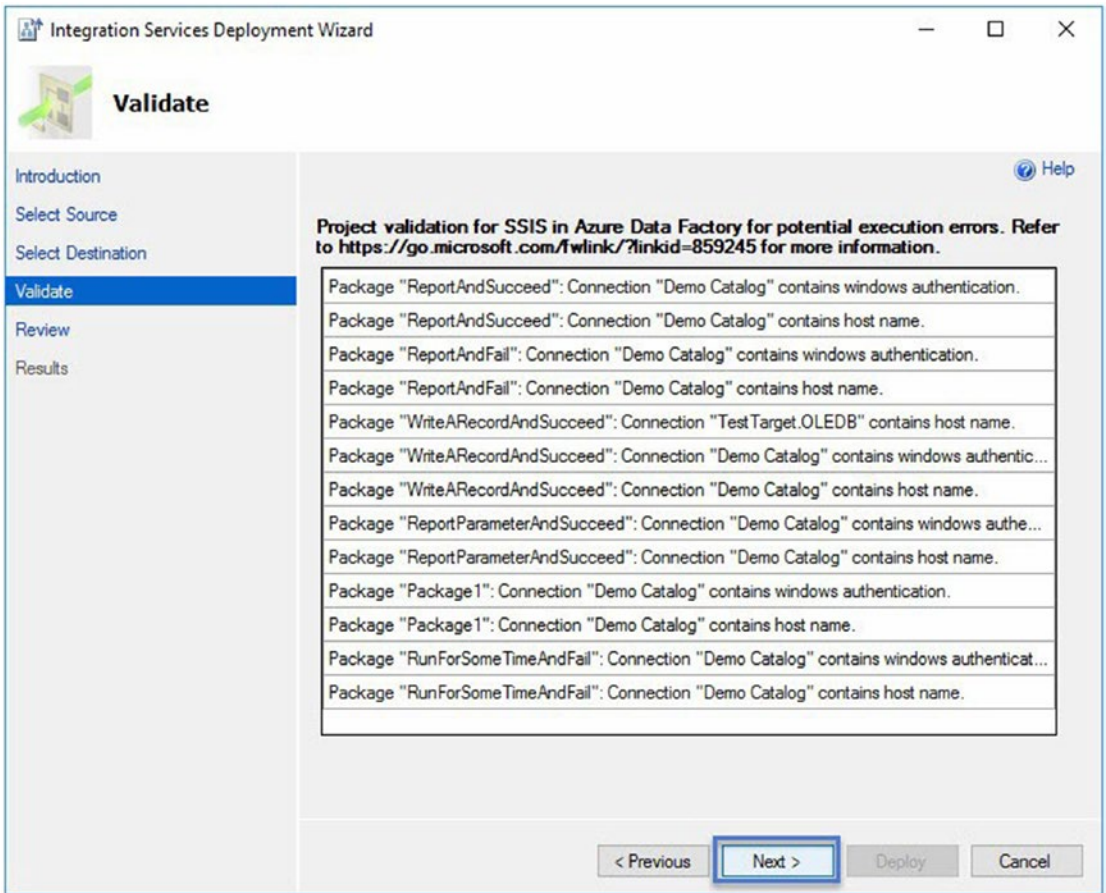 Integration Services Deployment Wizard
Validate
Introduction
Select Source
Select Destination
Validate
Review
Results
Help
Project validation for SSIS in Azure Data Factory for potential execution errors. Refer
to https://go.microsoft.com/fwlink/?linkid=859245 for more information.
Package "ReportAndSucceed": Connection "Demo Catalog" contains windows authentication.
Package "ReportAndSucceed": Connection "Demo Catalog" contains host name.
Package "ReportAndFail": Connection "Demo Catalog" contains windows authentication.
Package "ReportAndFail": Connection "Demo Catalog" contains host name.
Package "WriteARecordAndSucceed": Connection "TestTarget.OLEDB" contains host name.
Package "WriteARecordAndSucceed": Connection "Demo Catalog" contains windows authentic...
Package "WriteARecordAndSucceed": Connection "Demo Catalog" contains host name.
Package "ReportParameterAndSucceed": Connection "Demo Catalog" contains windows authe...
Package "ReportParameterAndSucceed": Connection "Demo Catalog" contains host name.
Package "Package1": Connection "Demo Catalog" contains windows authentication.
Package "Package1": Connection "Demo Catalog" contains host name.
Package "RunForSomeTimeAndFail": Connection "Demo Catalog" contains windows authenticat...
Package "RunForSomeTimeAndFail": Connection "Demo Catalog" contains host name.
< Previous Next > Deploy Cancel